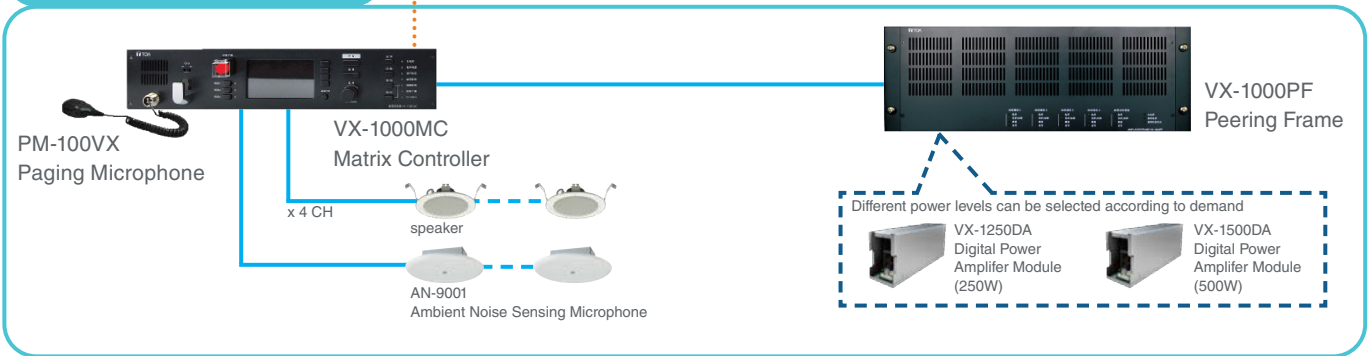 TOA
TOA
PM-100VX
Paging Microphone
VX-1000MC
Matrix Controller
VX-1000PF
Peering Frame
x 4 CH
speaker
AN-9001
Ambient Noise Sensing Microphone
Different power levels can be selected according to demand
VX-1250DA
Digital Power
Amplifer Module
(250W)
VX-1500DA
Digital Power
Amplifer Module
(500W)